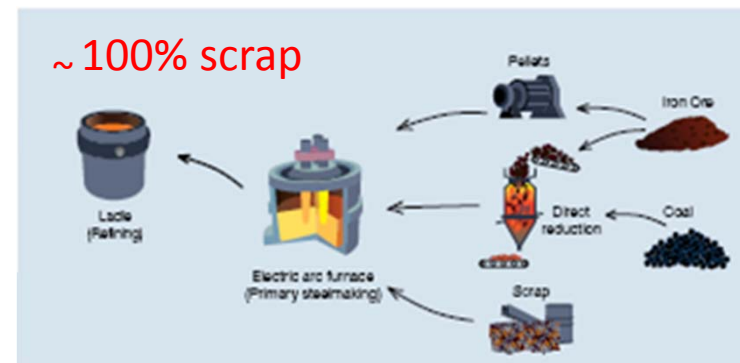 ~ 100% scrap
Pellets
Iron Ore
Ladle
(Refining)
Direct
reduction
Coal
Electric arc furnace
(Primary steelmaking)
Scrap